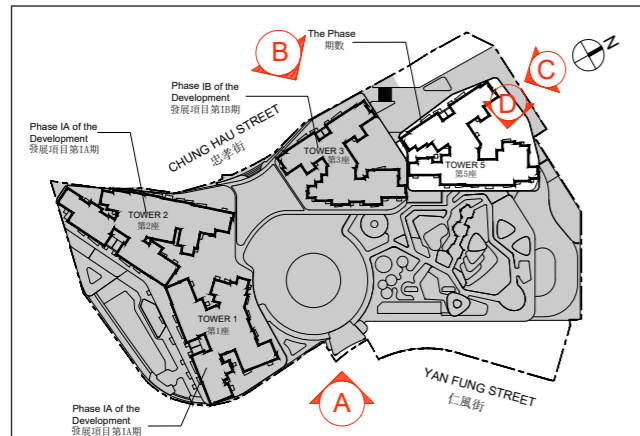 The Phase
期數
B
N
C
Phase IB of the
Development
發展項目第IB期
D
Phase IA of the
Development
發展項目第IA期
CHUNG HAU STREET
忠孝街
TOWER 3
第3座
TOWER 5
第5座
TOWER 2
第2座
TOWER 1
第1座
YAN FUNG STREET
仁風街
A
Phase IA of the
Development
發展項目第IA期